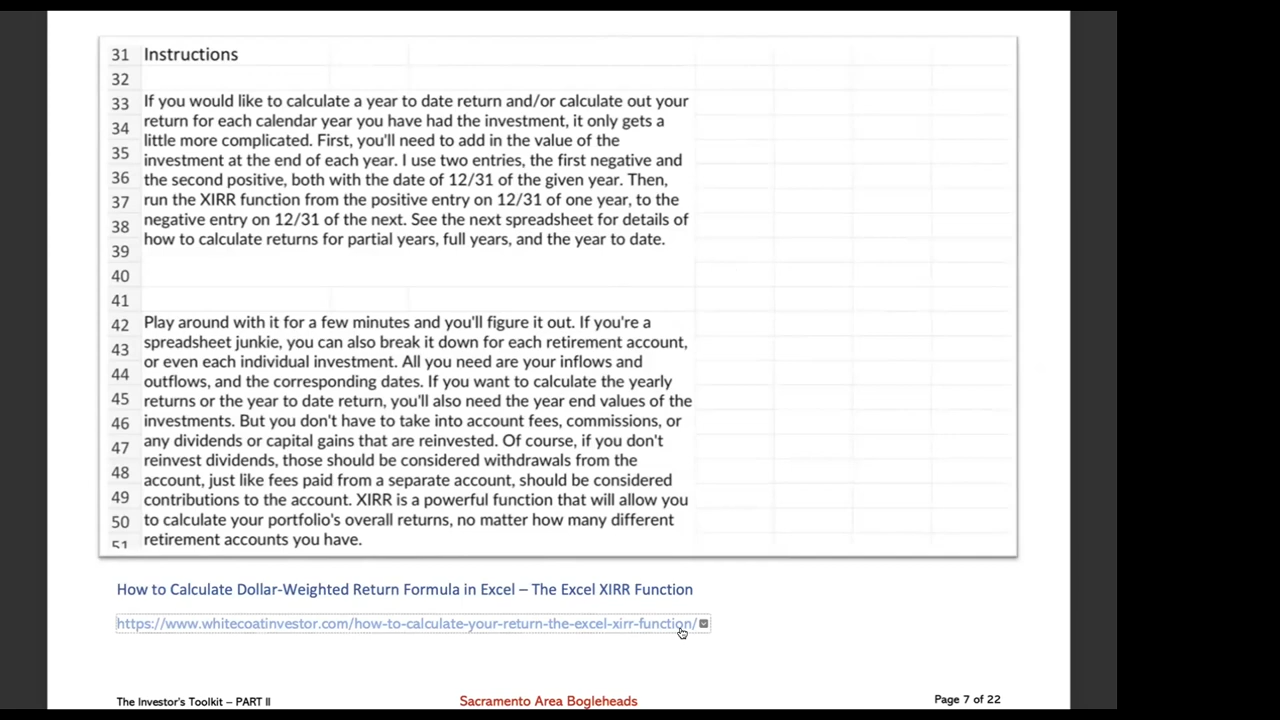 31 Instructions
32
33 If you would like to calculate a year to date return and/or calculate out your
34 return for each calendar year you have had the investment, it only gets a
35 little more complicated. First, you'll need to add in the value of the
36 investment at the end of each year. I use two entries, the first negative and
the second positive, both with the date of 12/31 of the given year. Then,
37 run the XIRR function from the positive entry on 12/31 of one year, to the
38 negative entry on 12/31 of the next. See the next spreadsheet for details of
39 how to calculate returns for partial years, full years, and the year to date.
40
41
42 Play around with it for a few minutes and you'll figure it out. If you're a
43 spreadsheet junkie, you can also break it down for each retirement account,
44 or even each individual investment. All you need are your inflows and
outflows, and the corresponding dates. If you want to calculate the yearly
45 returns or the year to date return, you'll also need the year end values of the
46 investments. But you don't have to take into account fees, commissions, or
47 any dividends or capital gains that are reinvested. Of course, if you don't
reinvest dividends, those should be considered withdrawals from the
48 account, just like fees paid from a separate account, should be considered
49 contributions to the account. XIRR is a powerful function that will allow you
50 to calculate your portfolio's overall returns, no matter how many different
51 retirement accounts you have.
How to Calculate Dollar-Weighted Return Formula in Excel – The Excel XIRR Function
https://www.whitecoatinvestor.com/how-to-calculate-your-return-the-excel-xirr-function/
The Investor's Toolkit – PART II Sacramento Area Bogleheads Page 7 of 22